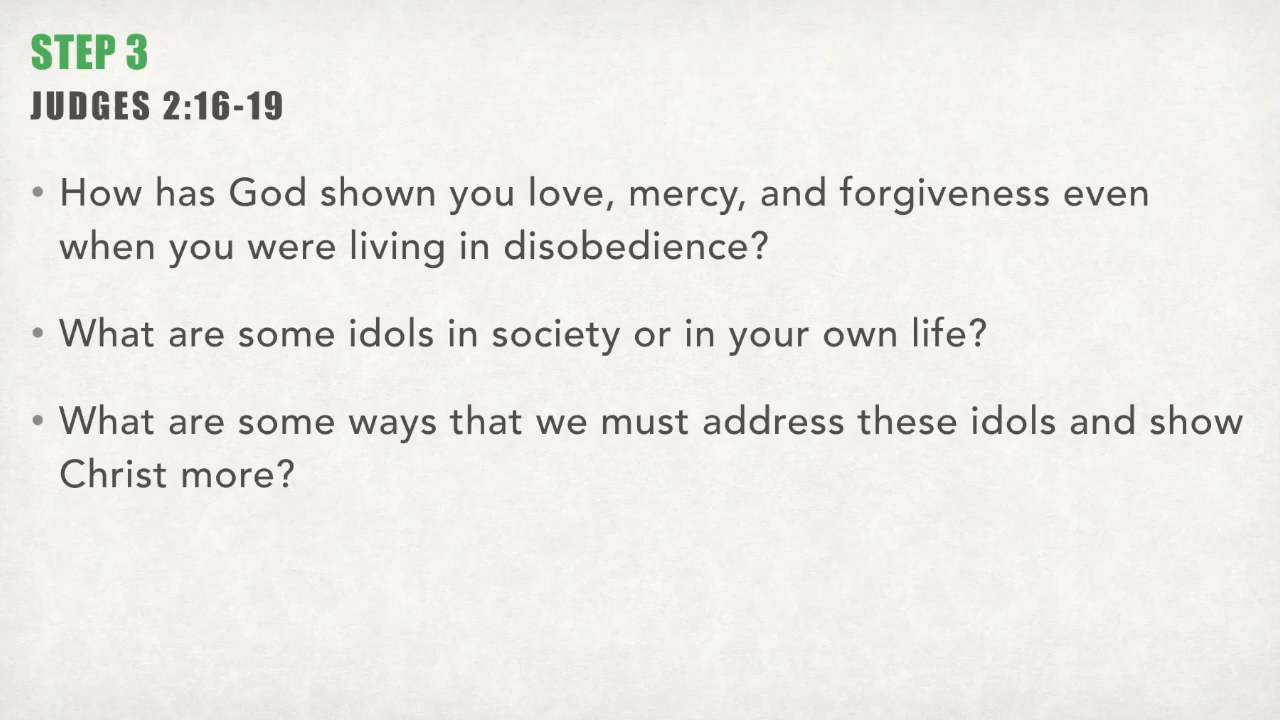 STEP 3
JUDGES 2:16-19
• How has God shown you love, mercy, and forgiveness even
when you were living in disobedience?
• What are some idols in society or in your own life?
• What are some ways that we must address these idols and show
Christ more?